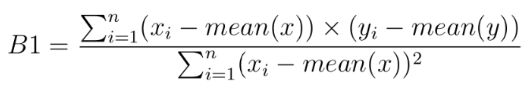 B1 = \frac{\sum_{i=1}^{n}(x_i - mean(x)) \times (y_i - mean(y))}{\sum_{i=1}^{n}(x_i - mean(x))^2}